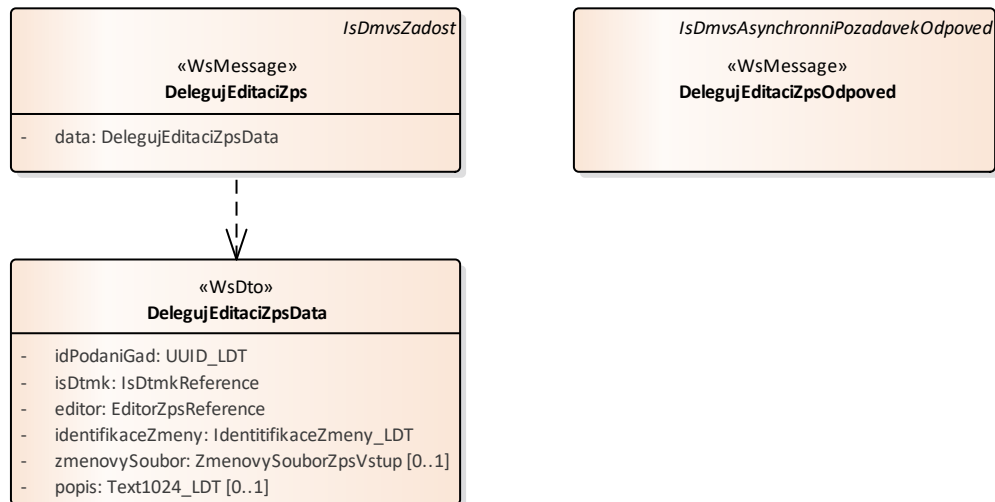 IsDmvsZadost
«WsMessage»
DelegujEditaciZps
- data: DelegujEditaciZpsData
IsDmvsAsynchronniPozadavekOdpoved
«WsMessage»
DelegujEditaciZpsOdpoved
«WsDto»
DelegujEditaciZpsData
- idPodaniGad: UUID_LDT
- isDtmk: IsDtmkReference
- editor: EditorZpsReference
- identifikaceZmeny: IdentitifikaceZmeny_LDT
- zmenovySoubor: ZmenovySouborZpsVstup [0..1]
- popis: Text1024_LDT [0..1]